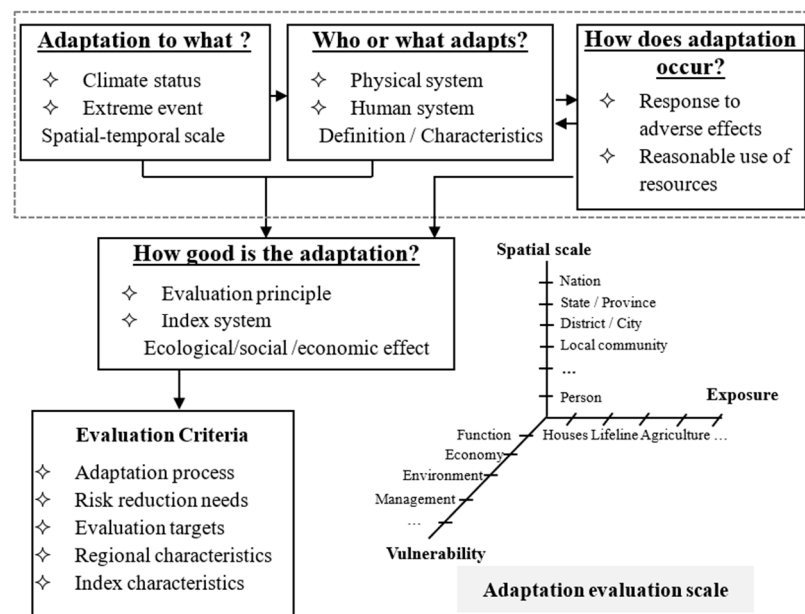 Adaptation to what ?
✧ Climate status
✧ Extreme event
Spatial-temporal scale
Who or what adapts?
✧ Physical system
✧ Human system
Definition / Characteristics
How does adaptation
occur?
✧ Response to
adverse effects
✧ Reasonable use of
resources
How good is the adaptation?
✧ Evaluation principle
✧ Index system
Ecological/social /economic effect
Evaluation Criteria
✧ Adaptation process
✧ Risk reduction needs
✧ Evaluation targets
✧ Regional characteristics
✧ Index characteristics
Spatial scale
Nation
State / Province
District / City
Local community
...
Person
Exposure
Houses Lifeline Agriculture ...
Function
Economy
Environment
Management
...
Vulnerability
Adaptation evaluation scale